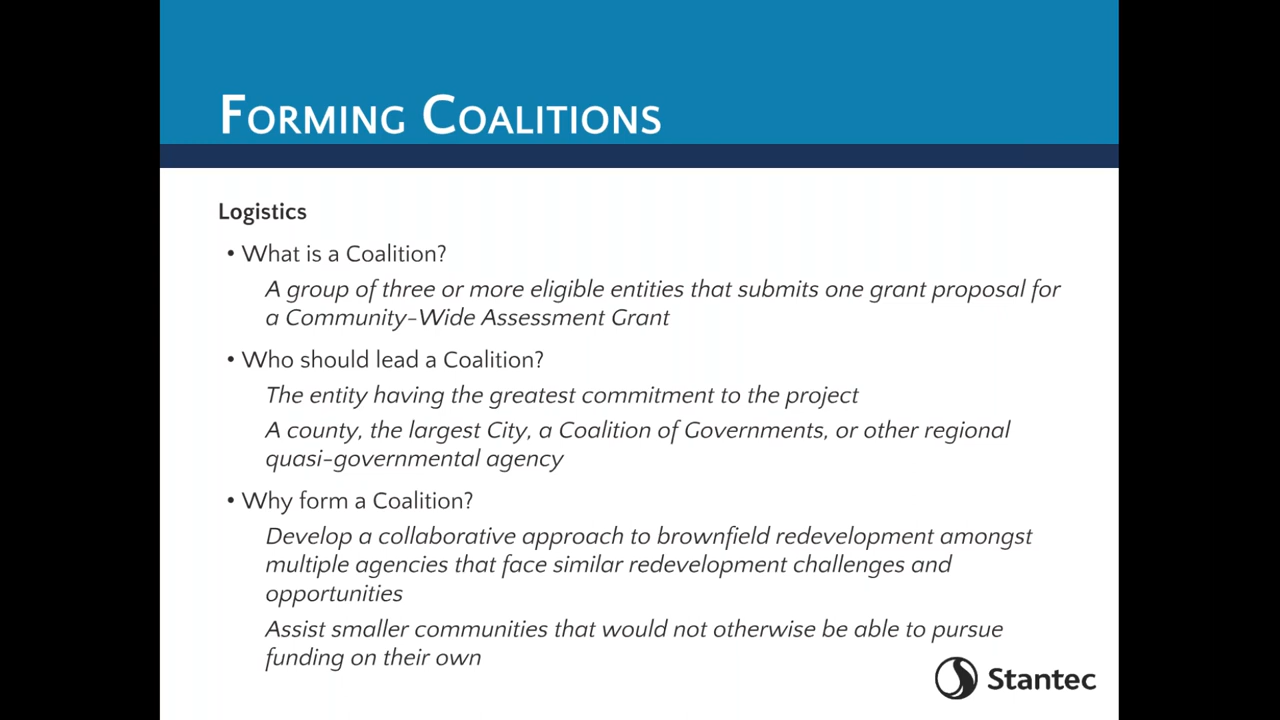 Forming Coalitions
Logistics
• What is a Coalition?
A group of three or more eligible entities that submits one grant proposal for
a Community-Wide Assessment Grant
• Who should lead a Coalition?
The entity having the greatest commitment to the project
A county, the largest City, a Coalition of Governments, or other regional
quasi-governmental agency
• Why form a Coalition?
Develop a collaborative approach to brownfield redevelopment amongst
multiple agencies that face similar redevelopment challenges and
opportunities
Assist smaller communities that would not otherwise be able to pursue
funding on their own
Stantec